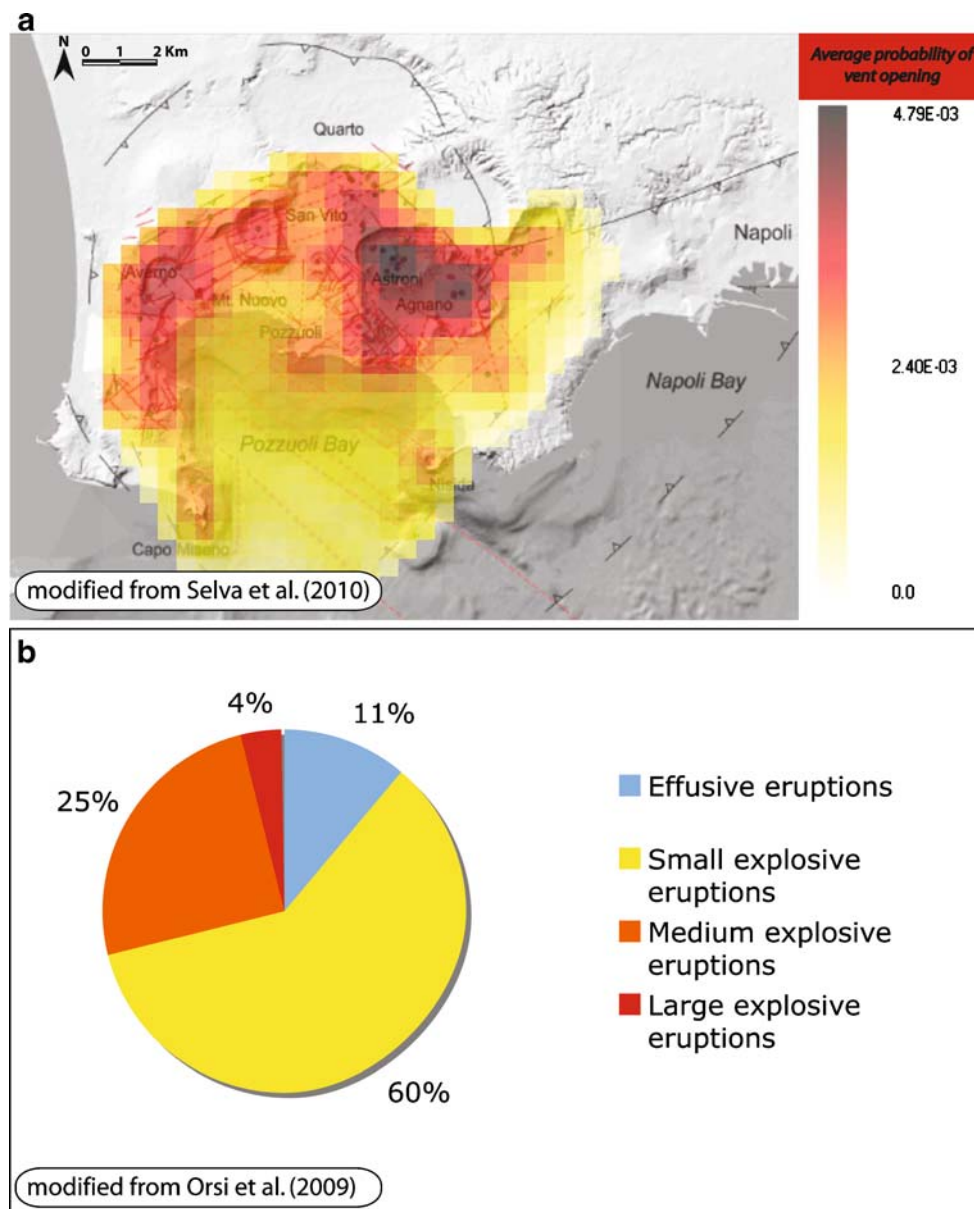 a
N
0 1 2 Km
Average probability of
vent opening
4.79E-03
Quarto
San Vito
Napoli
Averno
Astroni
Agnano
Mt. Nuovo
Pozzuoli
2.40E-03
Napoli Bay
Pozzuoli Bay
Nisida
Capo Miseno
0.0
modified from Selva et al. (2010)
b
4%
11%
25%
60%
Effusive eruptions
Small explosive
eruptions
Medium explosive
eruptions
Large explosive
eruptions
modified from Orsi et al. (2009)